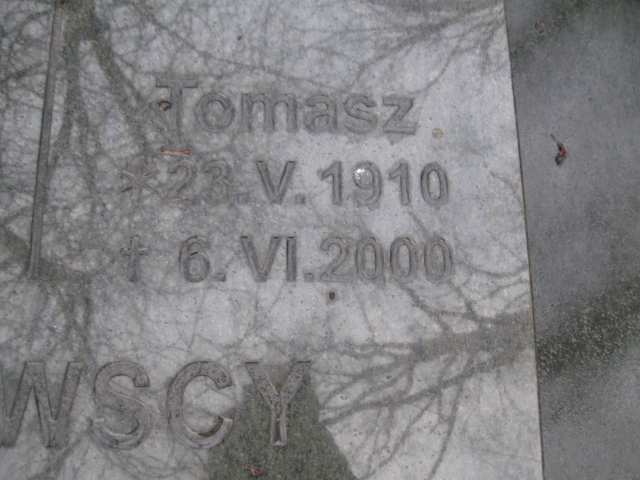 Tomasz
* 23. V. 1910
† 6. VI. 2000
WSCY